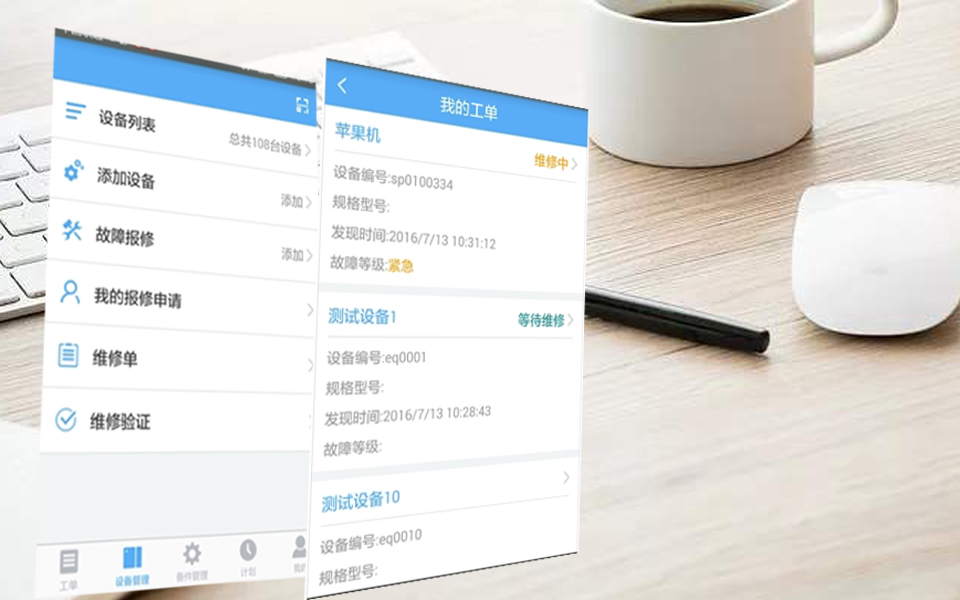 设备列表
总共108台设备
添加设备
添加
故障报修
添加
我的报修申请
维修单
维修验证
工单
设备管理
备件管理
计划
我的工单
苹果机
维修中
设备编号:sp0100334
规格型号:
发现时间:2016/7/13 10:31:12
故障等级:紧急
测试设备1
等待维修
设备编号:eq0001
规格型号:
发现时间:2016/7/13 10:28:43
故障等级:
测试设备10
设备编号:eq0010
规格型号: